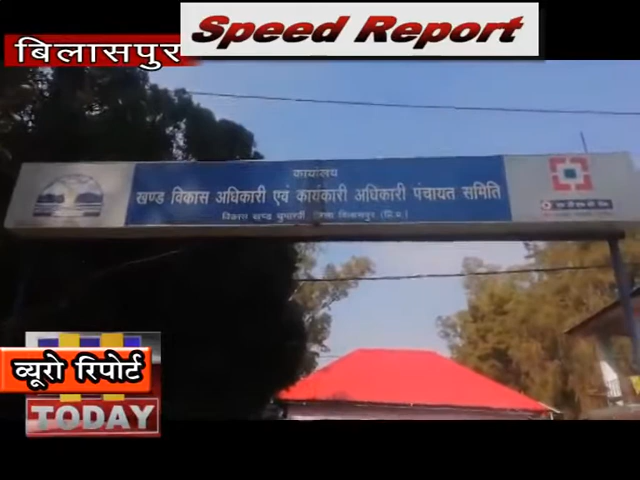 Speed Report
बिलासपुर
कार्यालय
खण्ड विकास अधिकारी एवं कार्यकारी अधिकारी पंचायत समिति
विकास खण्ड घुमारवीं, जिला बिलासपुर (हि.प्र.)
व्यूरो रिपोर्ट
TODAY